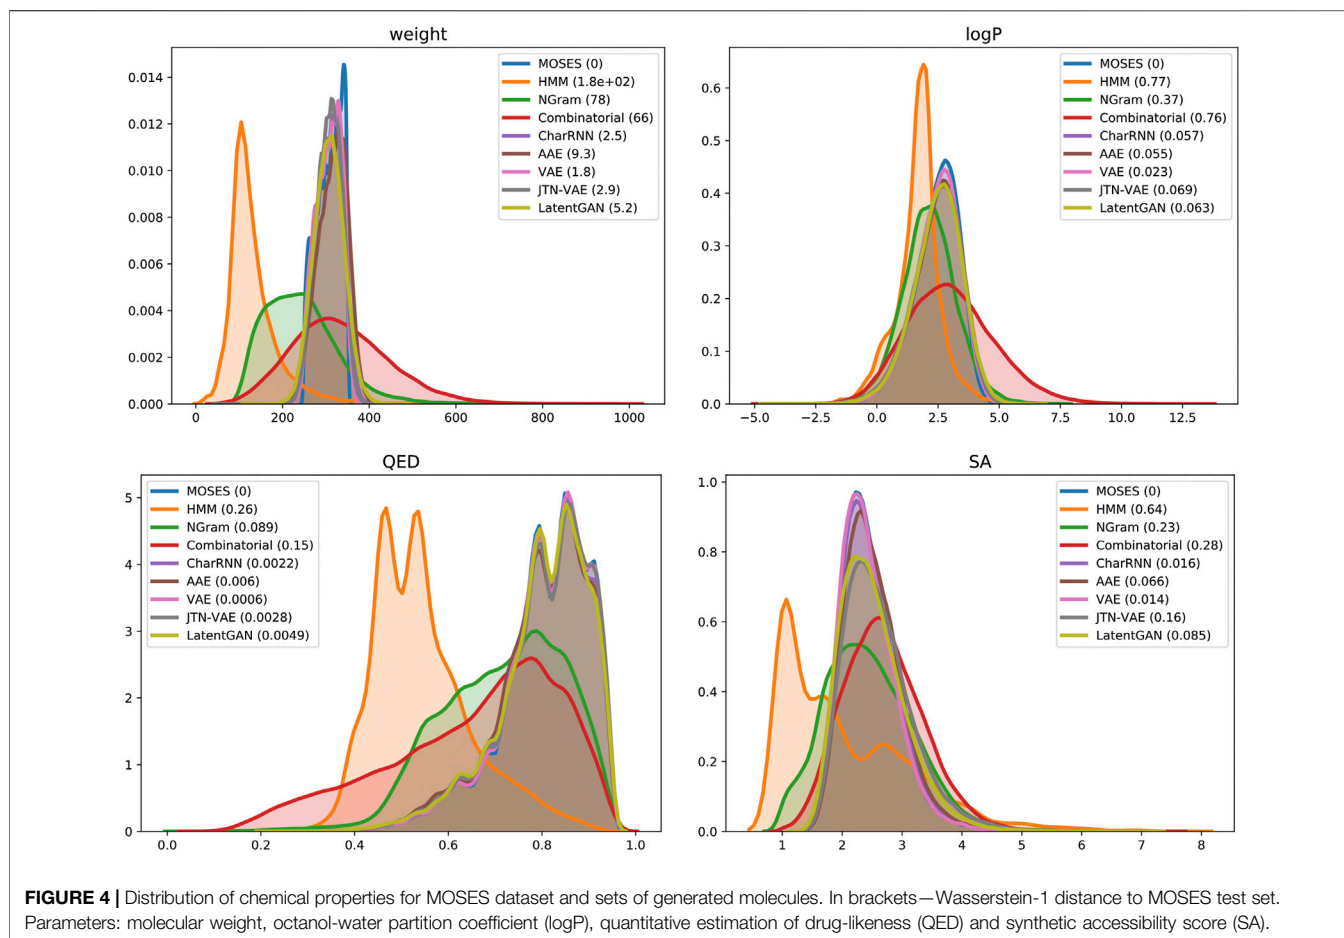 weight
0.014
0.012
0.010
0.008
0.006
0.004
0.002
0.000
0
200
400
600
800
1000
MOSES (0)
HMM (1.8e+02)
NGram (78)
Combinatorial (66)
CharRNN (2.5)
AAE (9.3)
VAE (1.8)
JTN-VAE (2.9)
LatentGAN (5.2)
logP
0.6
0.5
0.4
0.3
0.2
0.1
0.0
−5.0
−2.5
0.0
2.5
5.0
7.5
10.0
12.5
MOSES (0)
HMM (0.77)
NGram (0.37)
Combinatorial (0.76)
CharRNN (0.057)
AAE (0.055)
VAE (0.023)
JTN-VAE (0.069)
LatentGAN (0.063)
QED
5
4
3
2
1
0
0.0
0.2
0.4
0.6
0.8
1.0
MOSES (0)
HMM (0.26)
NGram (0.089)
Combinatorial (0.15)
CharRNN (0.0022)
AAE (0.006)
VAE (0.0006)
JTN-VAE (0.0028)
LatentGAN (0.0049)
SA
1.0
0.8
0.6
0.4
0.2
0.0
1
2
3
4
5
6
7
8
MOSES (0)
HMM (0.64)
NGram (0.23)
Combinatorial (0.28)
CharRNN (0.016)
AAE (0.066)
VAE (0.014)
JTN-VAE (0.16)
LatentGAN (0.085)
FIGURE 4 | Distribution of chemical properties for MOSES dataset and sets of generated molecules. In brackets—Wasserstein-1 distance to MOSES test set.
Parameters: molecular weight, octanol-water partition coefficient (logP), quantitative estimation of drug-likeness (QED) and synthetic accessibility score (SA).